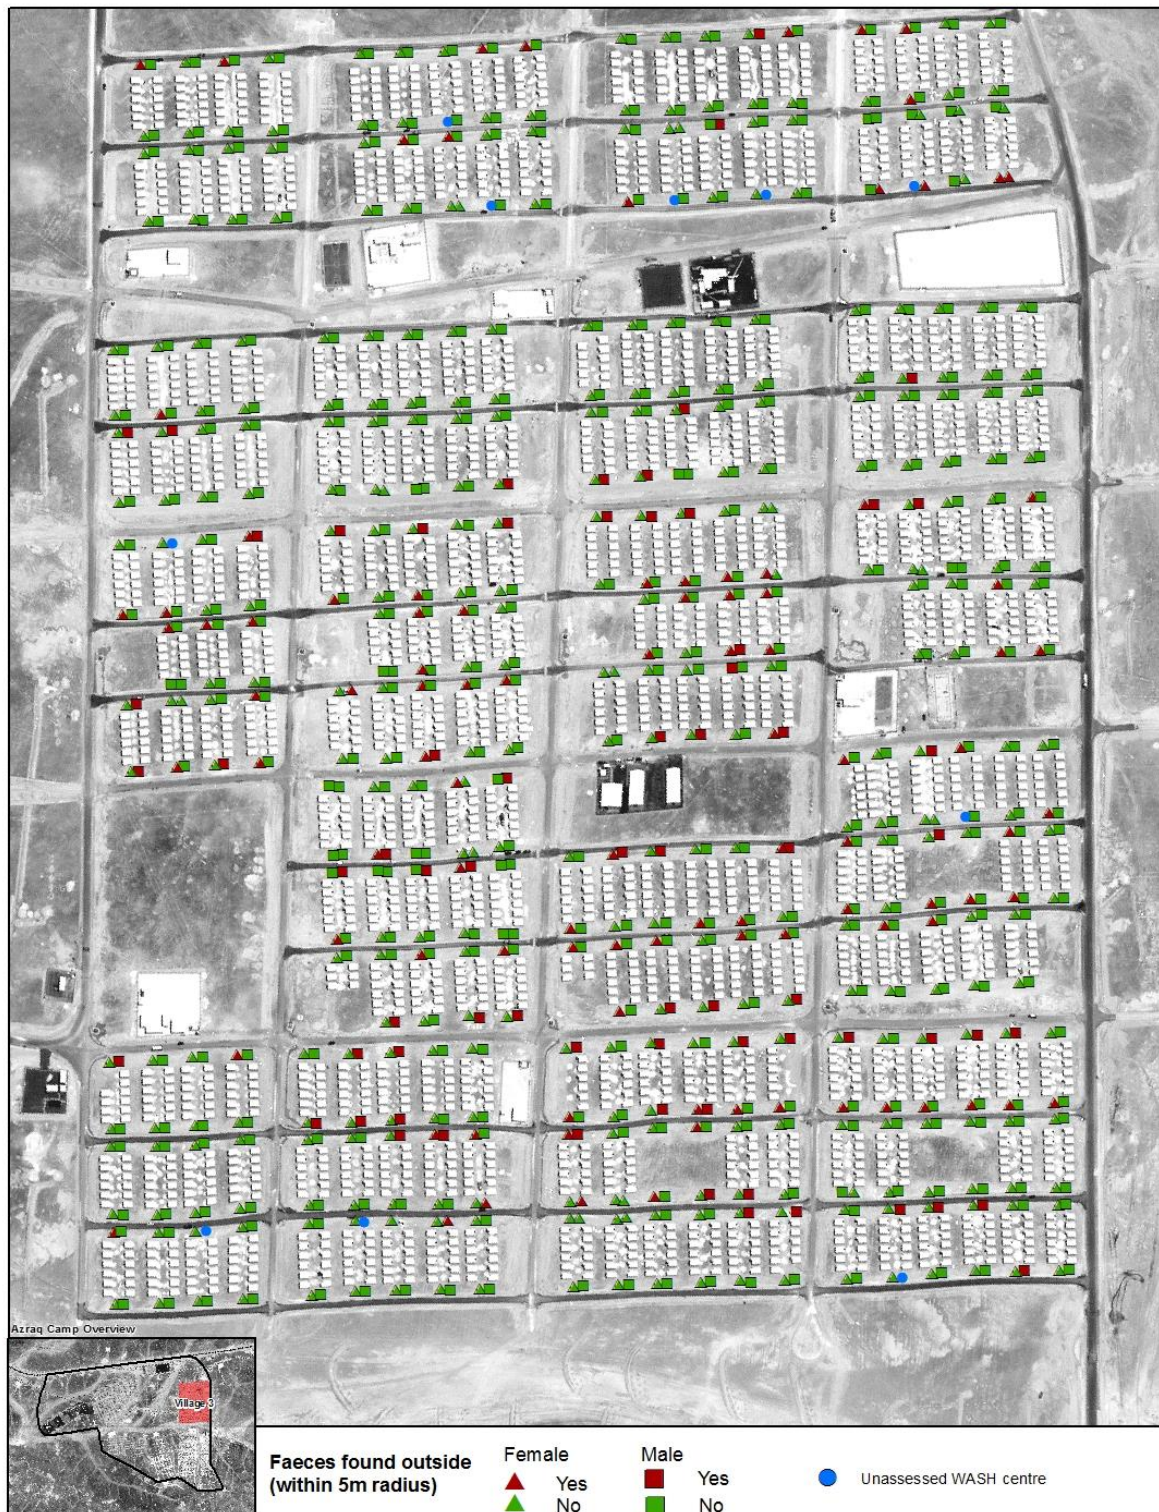 Azraq Camp Overview
Village 3
Faeces found outside
(within 5m radius)
Female
Yes
No
Male
Yes
No
Unassessed WASH centre